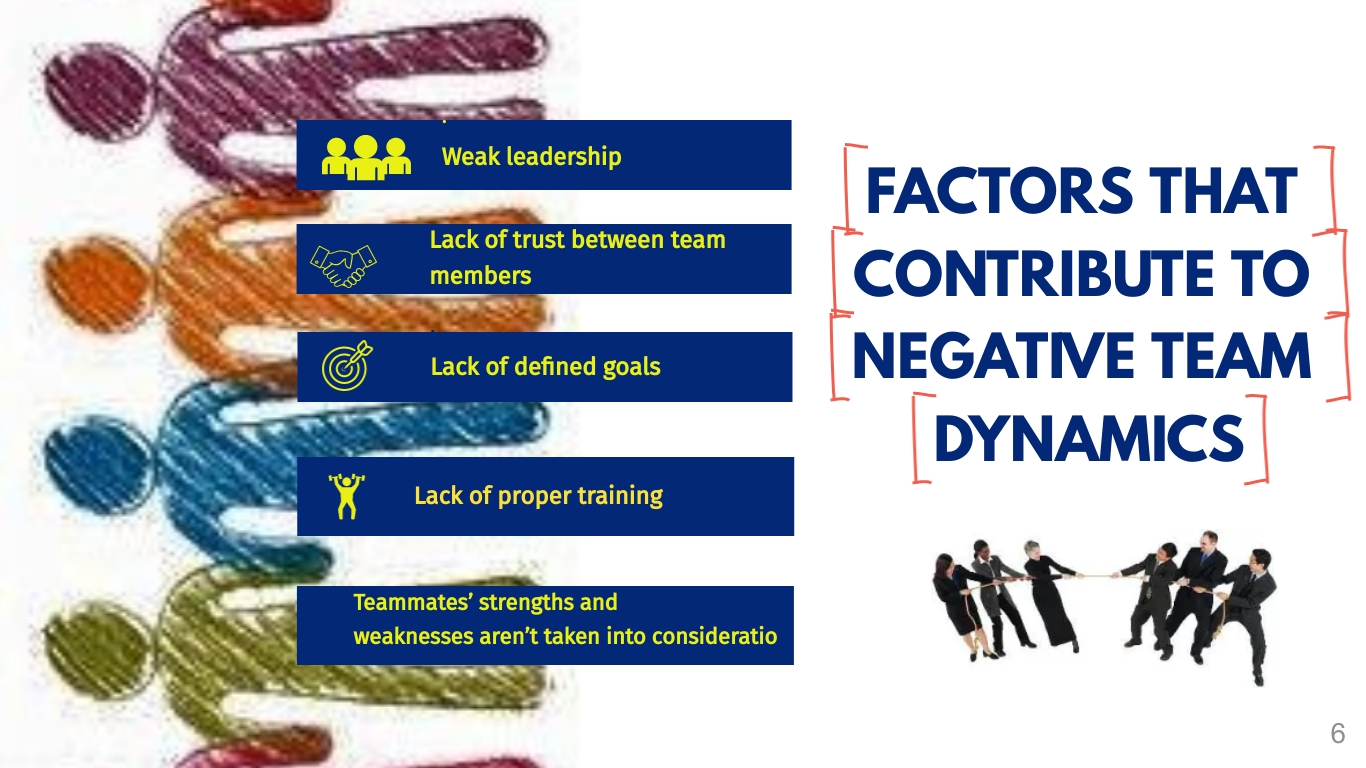 Weak leadership
Lack of trust between team
members
Lack of defined goals
Lack of proper training
Teammates’ strengths and
weaknesses aren’t taken into consideratio
FACTORS THAT
CONTRIBUTE TO
NEGATIVE TEAM
DYNAMICS
6